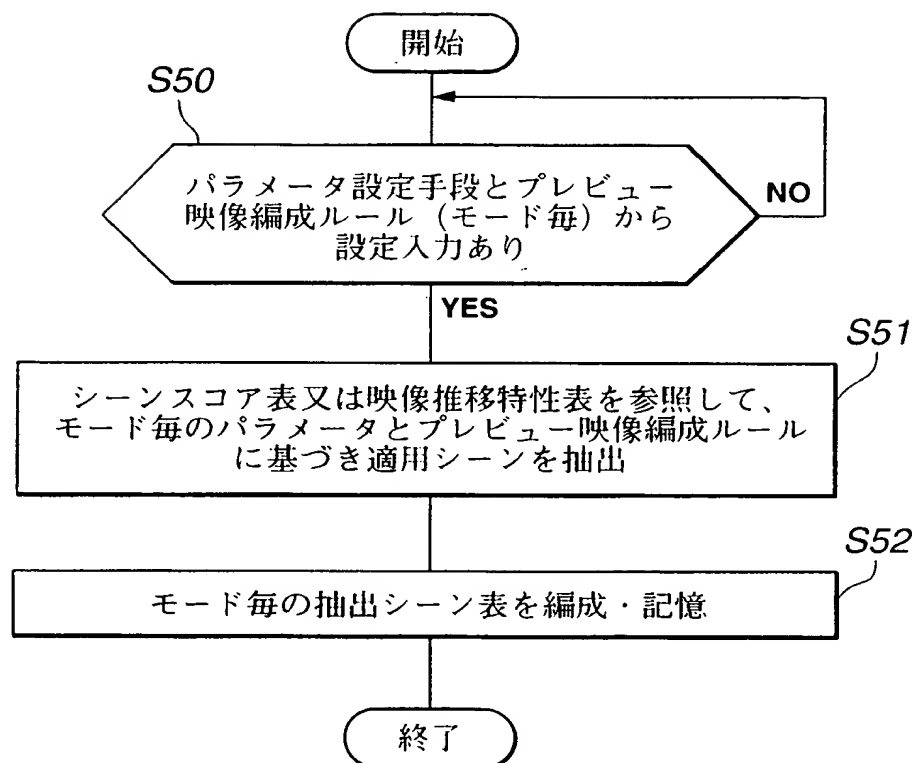 開始
S50
パラメータ設定手段とプレビュー
映像編成ルール（モード毎）から
設定入力あり
NO
YES
S51
シーンスコア表又は映像推移特性表を参照して、
モード毎のパラメータとプレビュー映像編成ルール
に基づき適用シーンを抽出
S52
モード毎の抽出シーン表を編成・記憶
終了